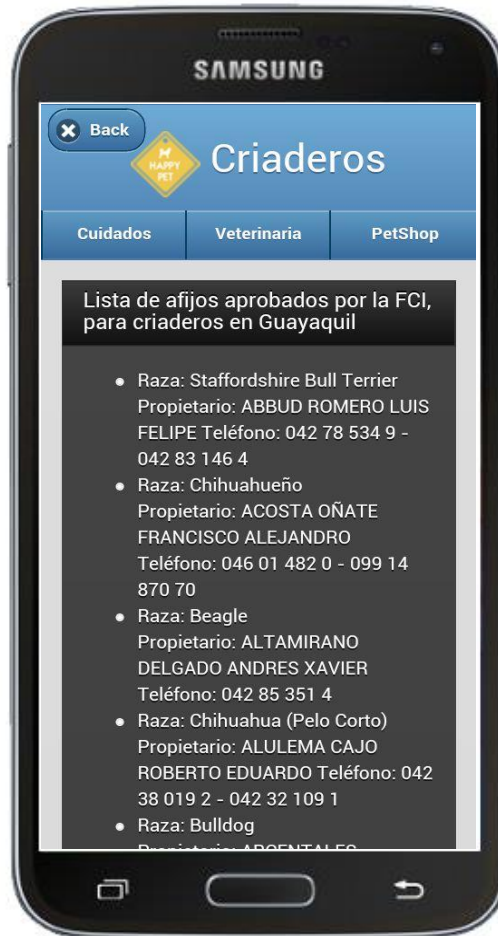 SAMSUNG
Back
HAPPY
PET
Criaderos
Cuidados
Veterinaria
PetShop
Lista de afijos aprobados por la FCI,
para criaderos en Guayaquil
Raza: Staffordshire Bull Terrier
Propietario: ABBUD ROMERO LUIS
FELIPE Teléfono: 042 78 534 9 -
042 83 146 4
Raza: Chihuahueño
Propietario: ACOSTA OÑATE
FRANCISCO ALEJANDRO
Teléfono: 046 01 482 0 - 099 14
870 70
Raza: Beagle
Propietario: ALTAMIRANO
DELGADO ANDRES XAVIER
Teléfono: 042 85 351 4
Raza: Chihuahua (Pelo Corto)
Propietario: ALULEMA CAJO
ROBERTO EDUARDO Teléfono: 042
38 019 2 - 042 32 109 1
Raza: Bulldog